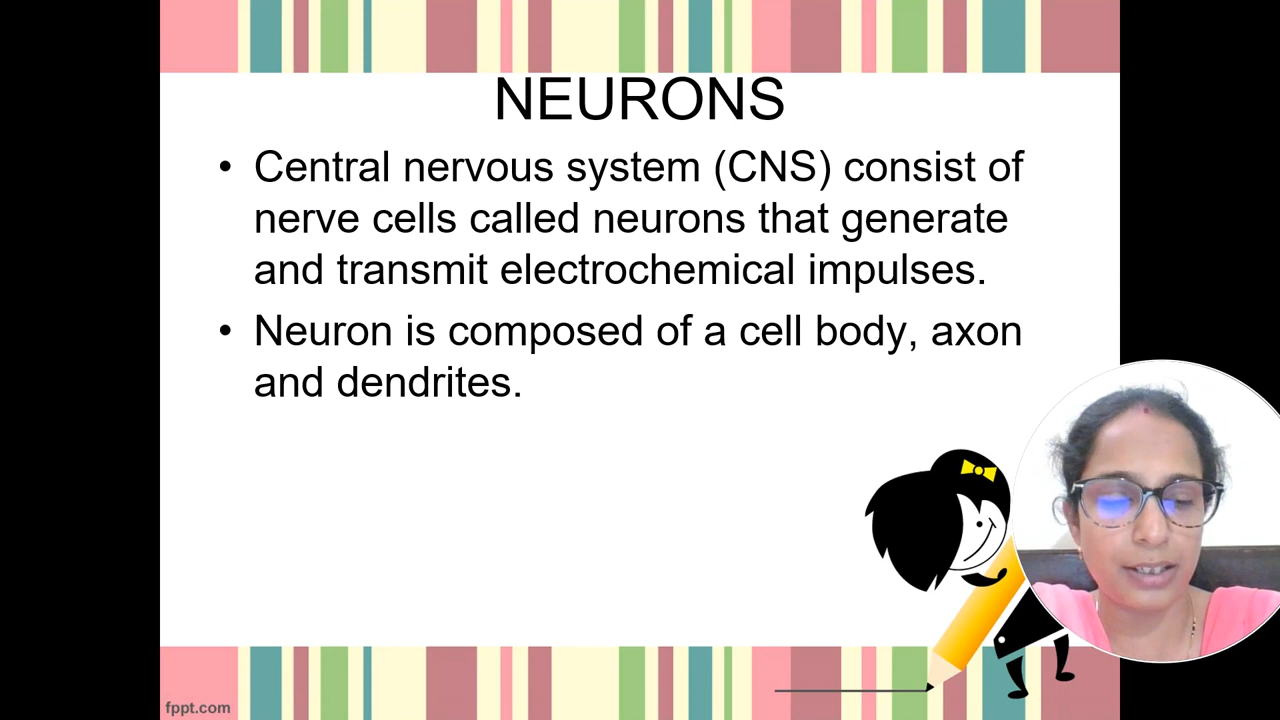 NEURONS
• Central nervous system (CNS) consist of
nerve cells called neurons that generate
and transmit electrochemical impulses.
• Neuron is composed of a cell body, axon
and dendrites.
fppt.com